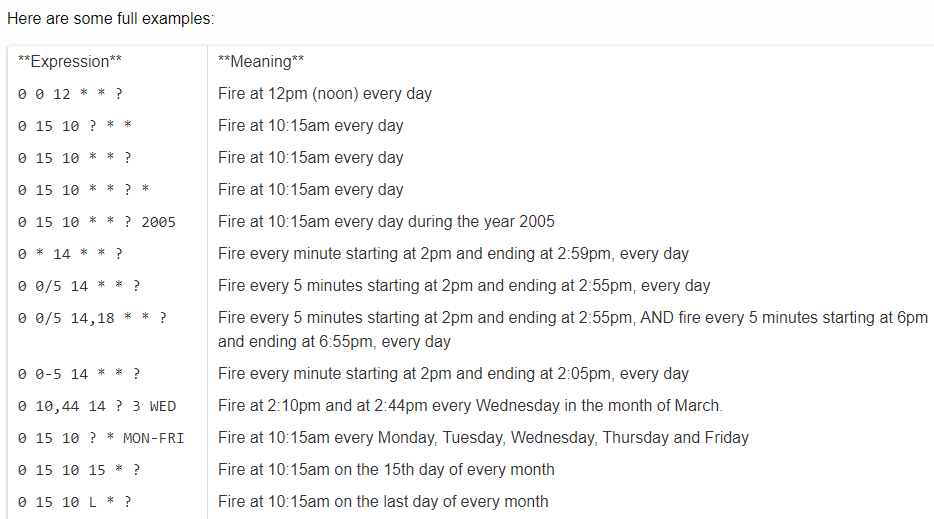 Here are some full examples:
**Expression** **Meaning**
0 0 12 * * ? Fire at 12pm (noon) every day
0 15 10 ? * * Fire at 10:15am every day
0 15 10 * * ? Fire at 10:15am every day
0 15 10 * * ? * Fire at 10:15am every day
0 15 10 * * ? 2005 Fire at 10:15am every day during the year 2005
0 * 14 * * ? Fire every minute starting at 2pm and ending at 2:59pm, every day
0 0/5 14 * * ? Fire every 5 minutes starting at 2pm and ending at 2:55pm, every day
0 0/5 14,18 * * ? Fire every 5 minutes starting at 2pm and ending at 2:55pm, AND fire every 5 minutes starting at 6pm
and ending at 6:55pm, every day
0 0-5 14 * * ? Fire every minute starting at 2pm and ending at 2:05pm, every day
0 10,44 14 ? 3 WED Fire at 2:10pm and at 2:44pm every Wednesday in the month of March.
0 15 10 ? * MON-FRI Fire at 10:15am every Monday, Tuesday, Wednesday, Thursday and Friday
0 15 10 15 * ? Fire at 10:15am on the 15th day of every month
0 15 10 L * ? Fire at 10:15am on the last day of every month